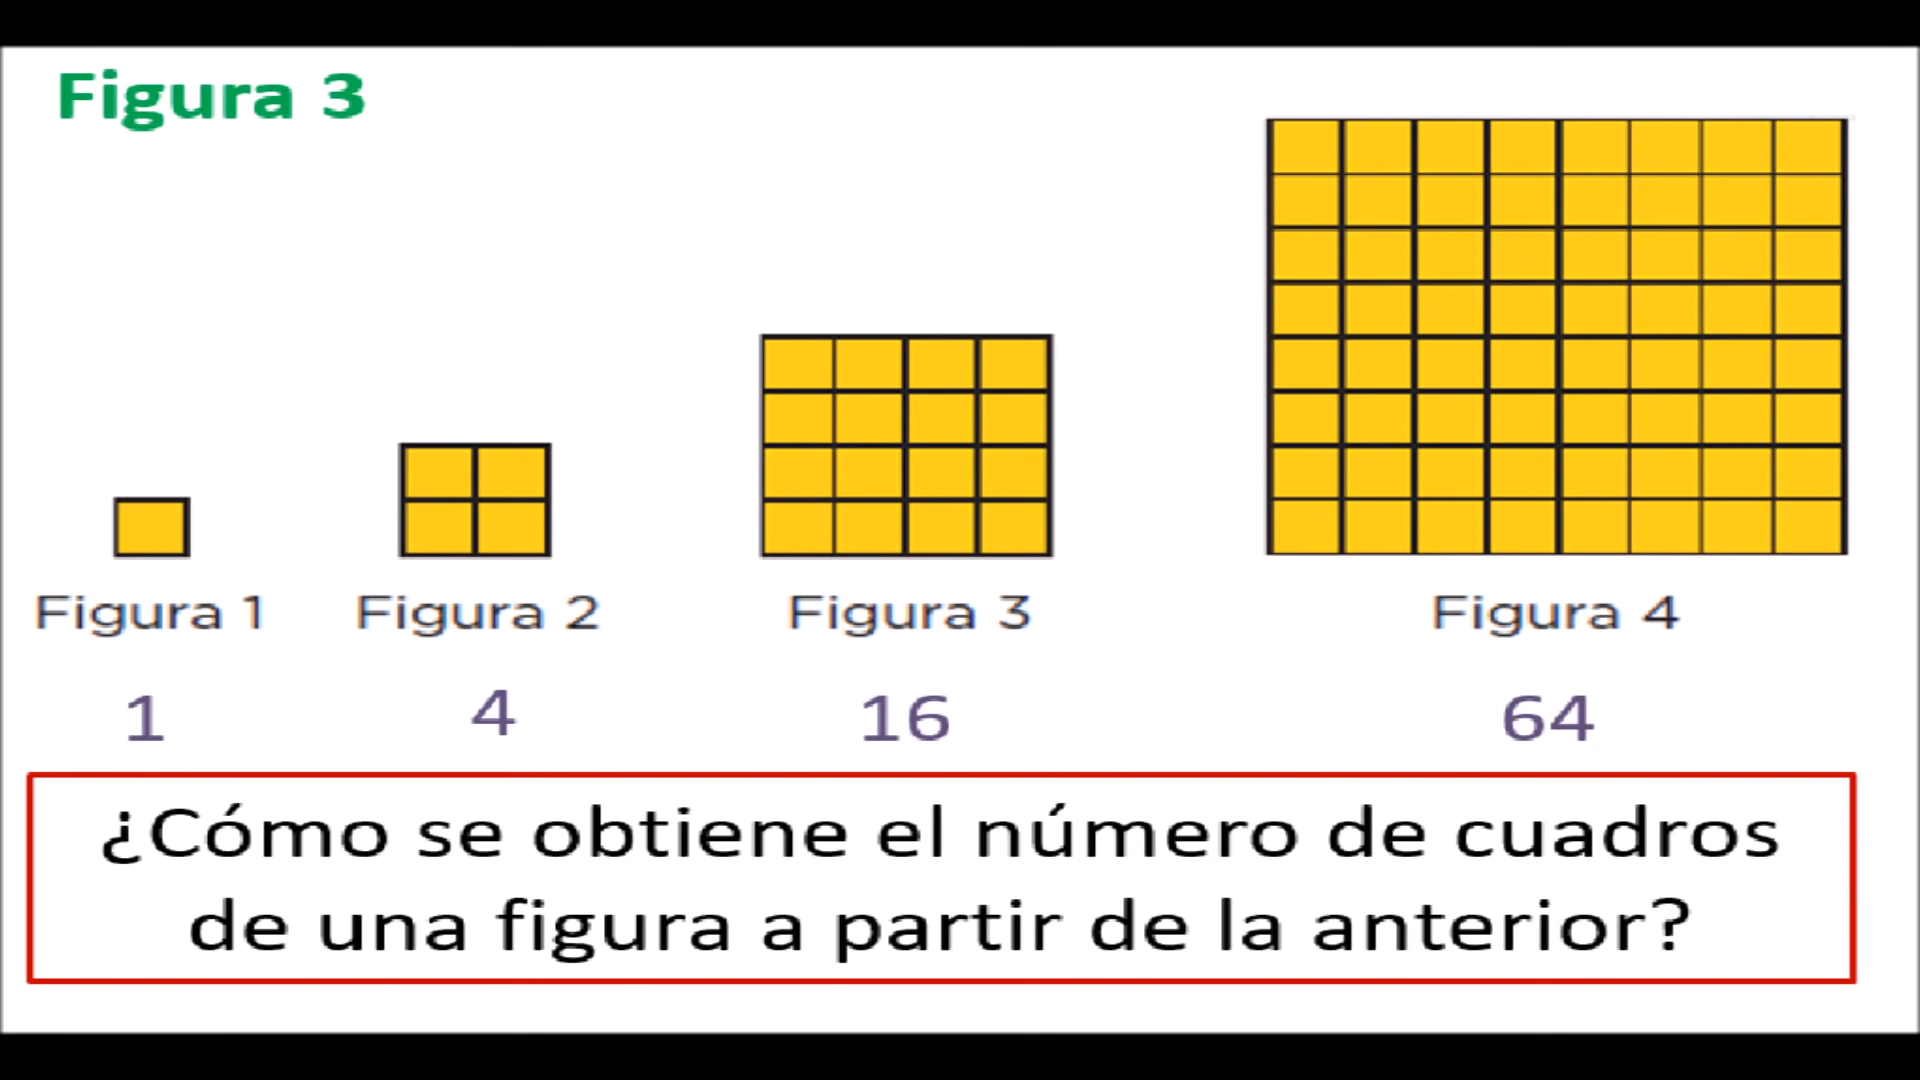 Figura 3
Figura 1 Figura 2 Figura 3 Figura 4
1 4 16 64
¿Cómo se obtiene el número de cuadros
de una figura a partir de la anterior?